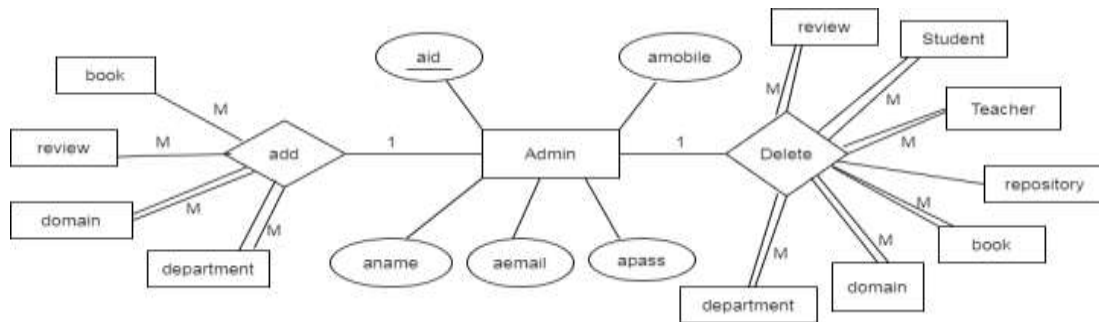 review
Student
aid
amobile
book
M
M
M
M
Teacher
M
review
M
add
1
Admin
1
Delete
M
repository
domain
M
M
book
M
department
aname
aemail
apass
M
M
domain
department